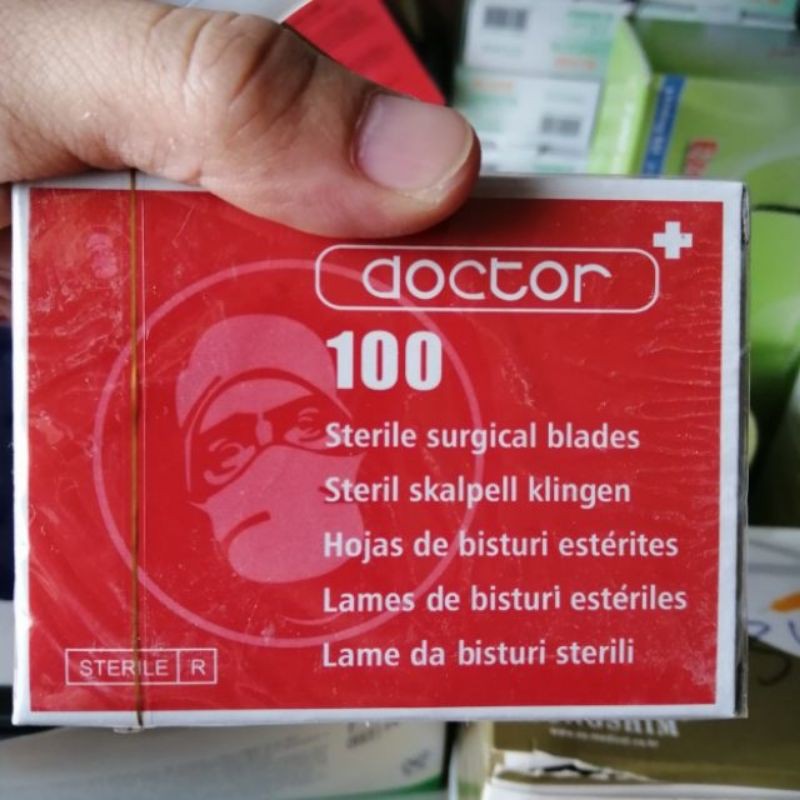 doctor
100
Sterile surgical blades
Steril skalpell klingen
Hojas de bisturi estérites
Lames de bisturi estériles
Lame da bisturi sterili
STERILE R